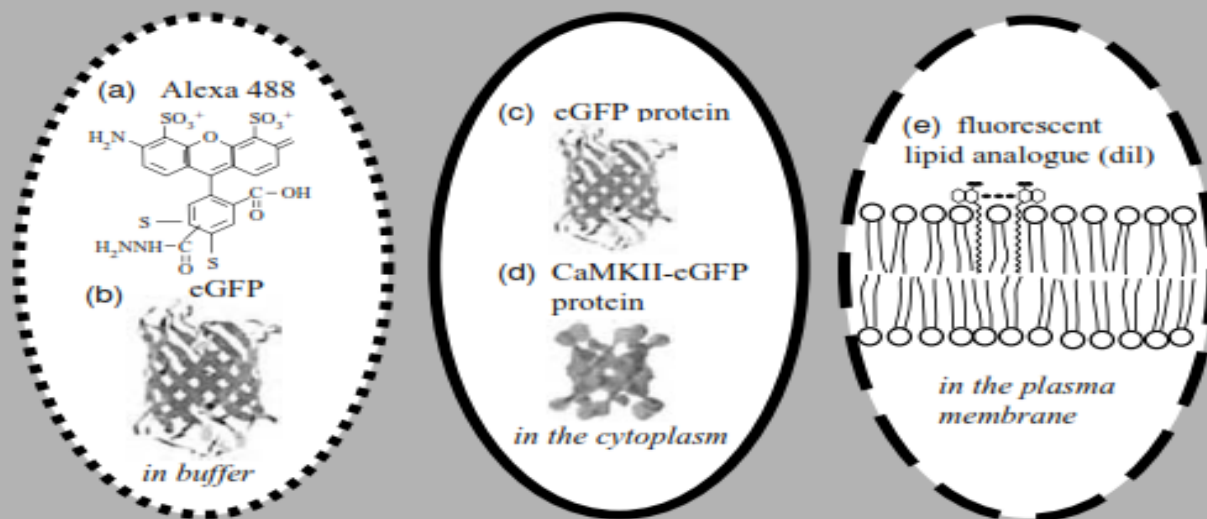 (a) Alexa 488
SO₃⁺ SO₃⁺
H₂N O
C – OH
O
S
H₂NNH – C
O S
(b) eGFP
in buffer
(c) eGFP protein
(d) CaMKII-eGFP
protein
in the cytoplasm
(e) fluorescent
lipid analogue (dil)
in the plasma
membrane